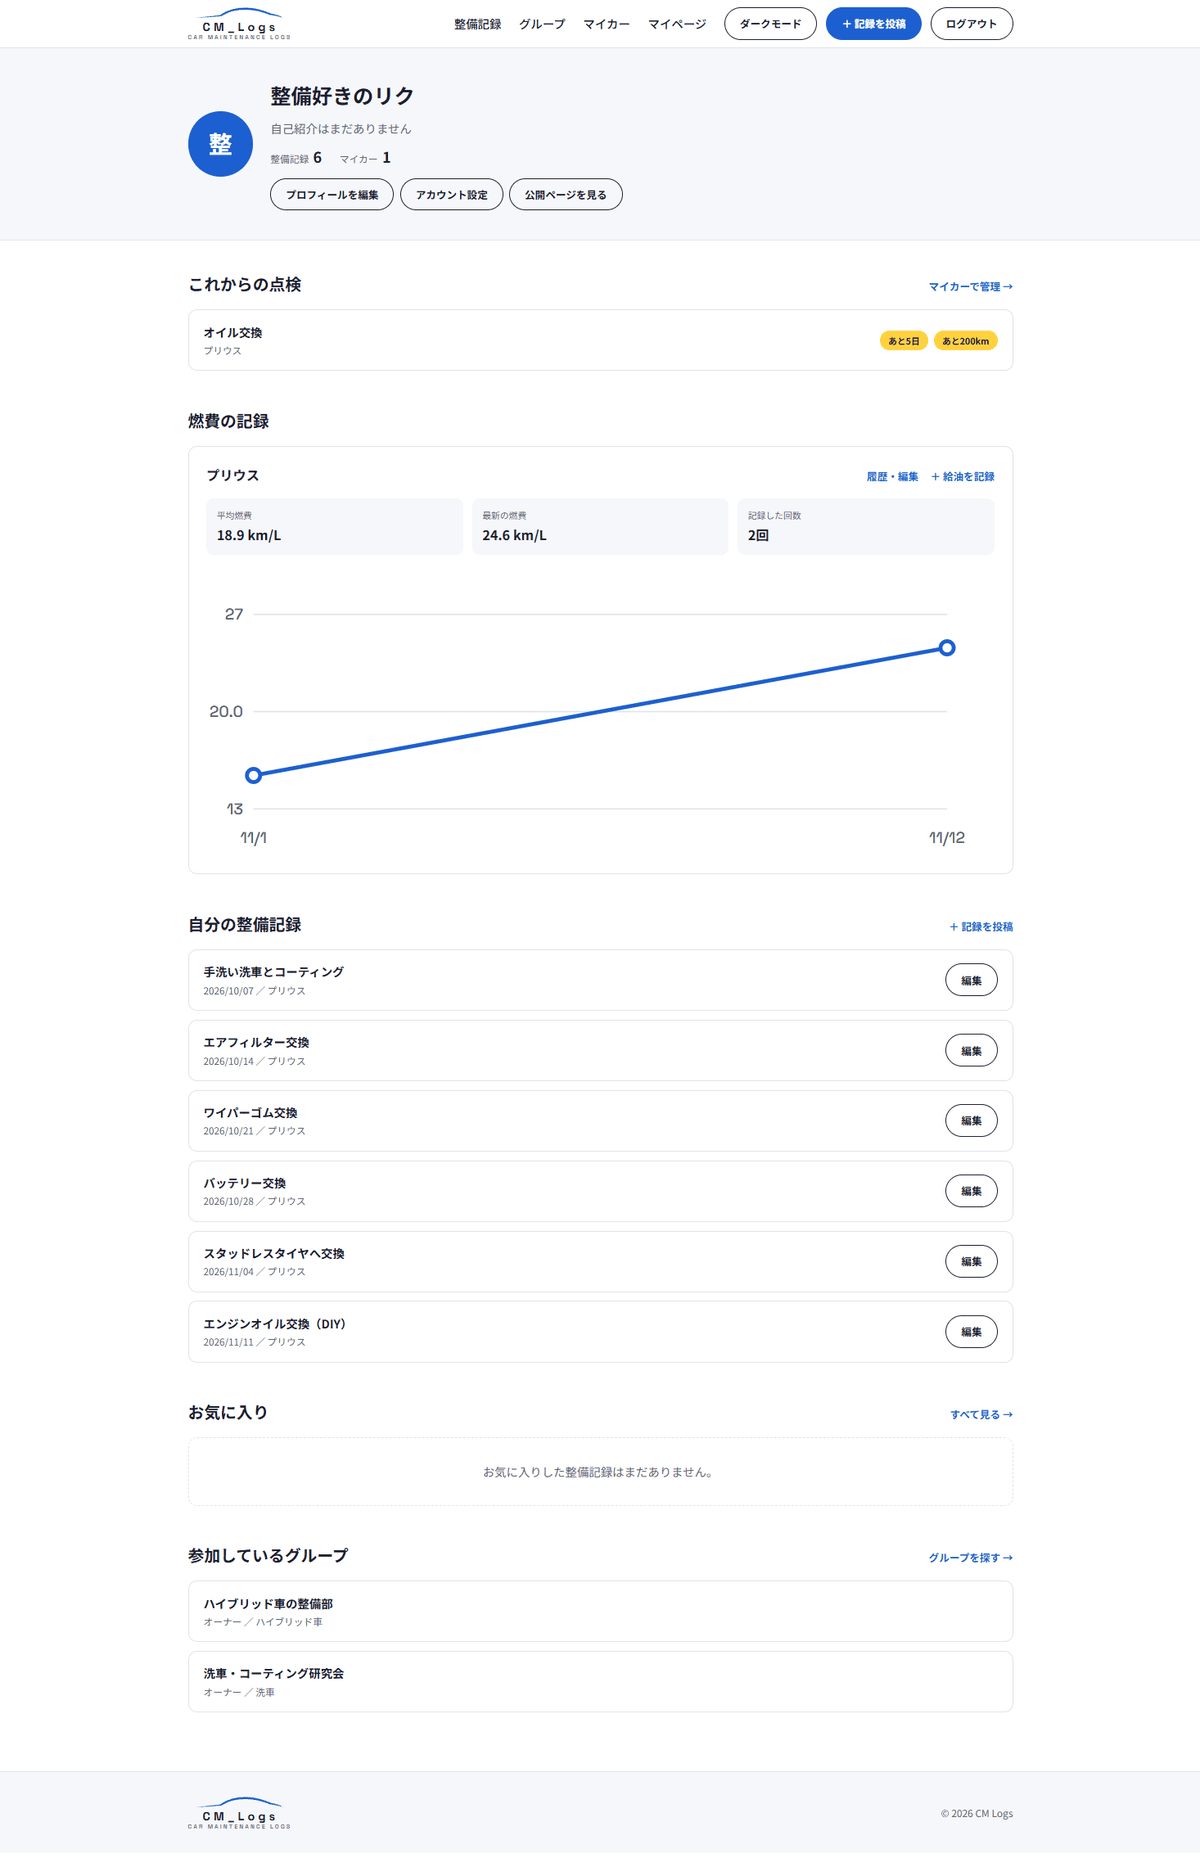 CM_Logs
CAR MAINTENANCE LOGS
整備記録 グループ マイカー マイページ ダークモード ＋ 記録を投稿 ログアウト
整
整備好きのリク
自己紹介はまだありません
整備記録 6 マイカー 1
プロフィールを編集 アカウント設定 公開ページを見る
これからの点検 マイカーで管理 →
オイル交換
プリウス
あと5日 あと200km
燃費の記録
プリウス 履歴・編集 ＋ 給油を記録
平均燃費 最新の燃費 記録した回数
18.9 km/L 24.6 km/L 2回
27
20.0
13
11/1 11/12
自分の整備記録 ＋ 記録を投稿
手洗い洗車とコーティング
2026/10/07 ／ プリウス
編集
エアフィルター交換
2026/10/14 ／ プリウス
編集
ワイパーゴム交換
2026/10/21 ／ プリウス
編集
バッテリー交換
2026/10/28 ／ プリウス
編集
スタッドレスタイヤへ交換
2026/11/04 ／ プリウス
編集
エンジンオイル交換（DIY）
2026/11/11 ／ プリウス
編集
お気に入り すべて見る →
お気に入りした整備記録はまだありません。
参加しているグループ グループを探す →
ハイブリッド車の整備部
オーナー ／ ハイブリッド車
洗車・コーティング研究会
オーナー ／ 洗車
CM_Logs
CAR MAINTENANCE LOGS
© 2026 CM Logs